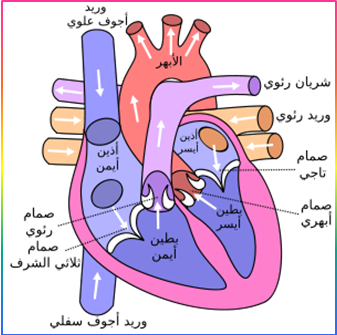 وريد
أجوف علوي
الأبهر
شريان رئوي
وريد رئوي
أذين
أيمن
أذين
أيسر
صمام
تاجي
صمام
أبهري
صمام
رئوي
صمام
ثلاثي الشرف
بطين
أيسر
بطين
أيمن
وريد أجوف سفلي